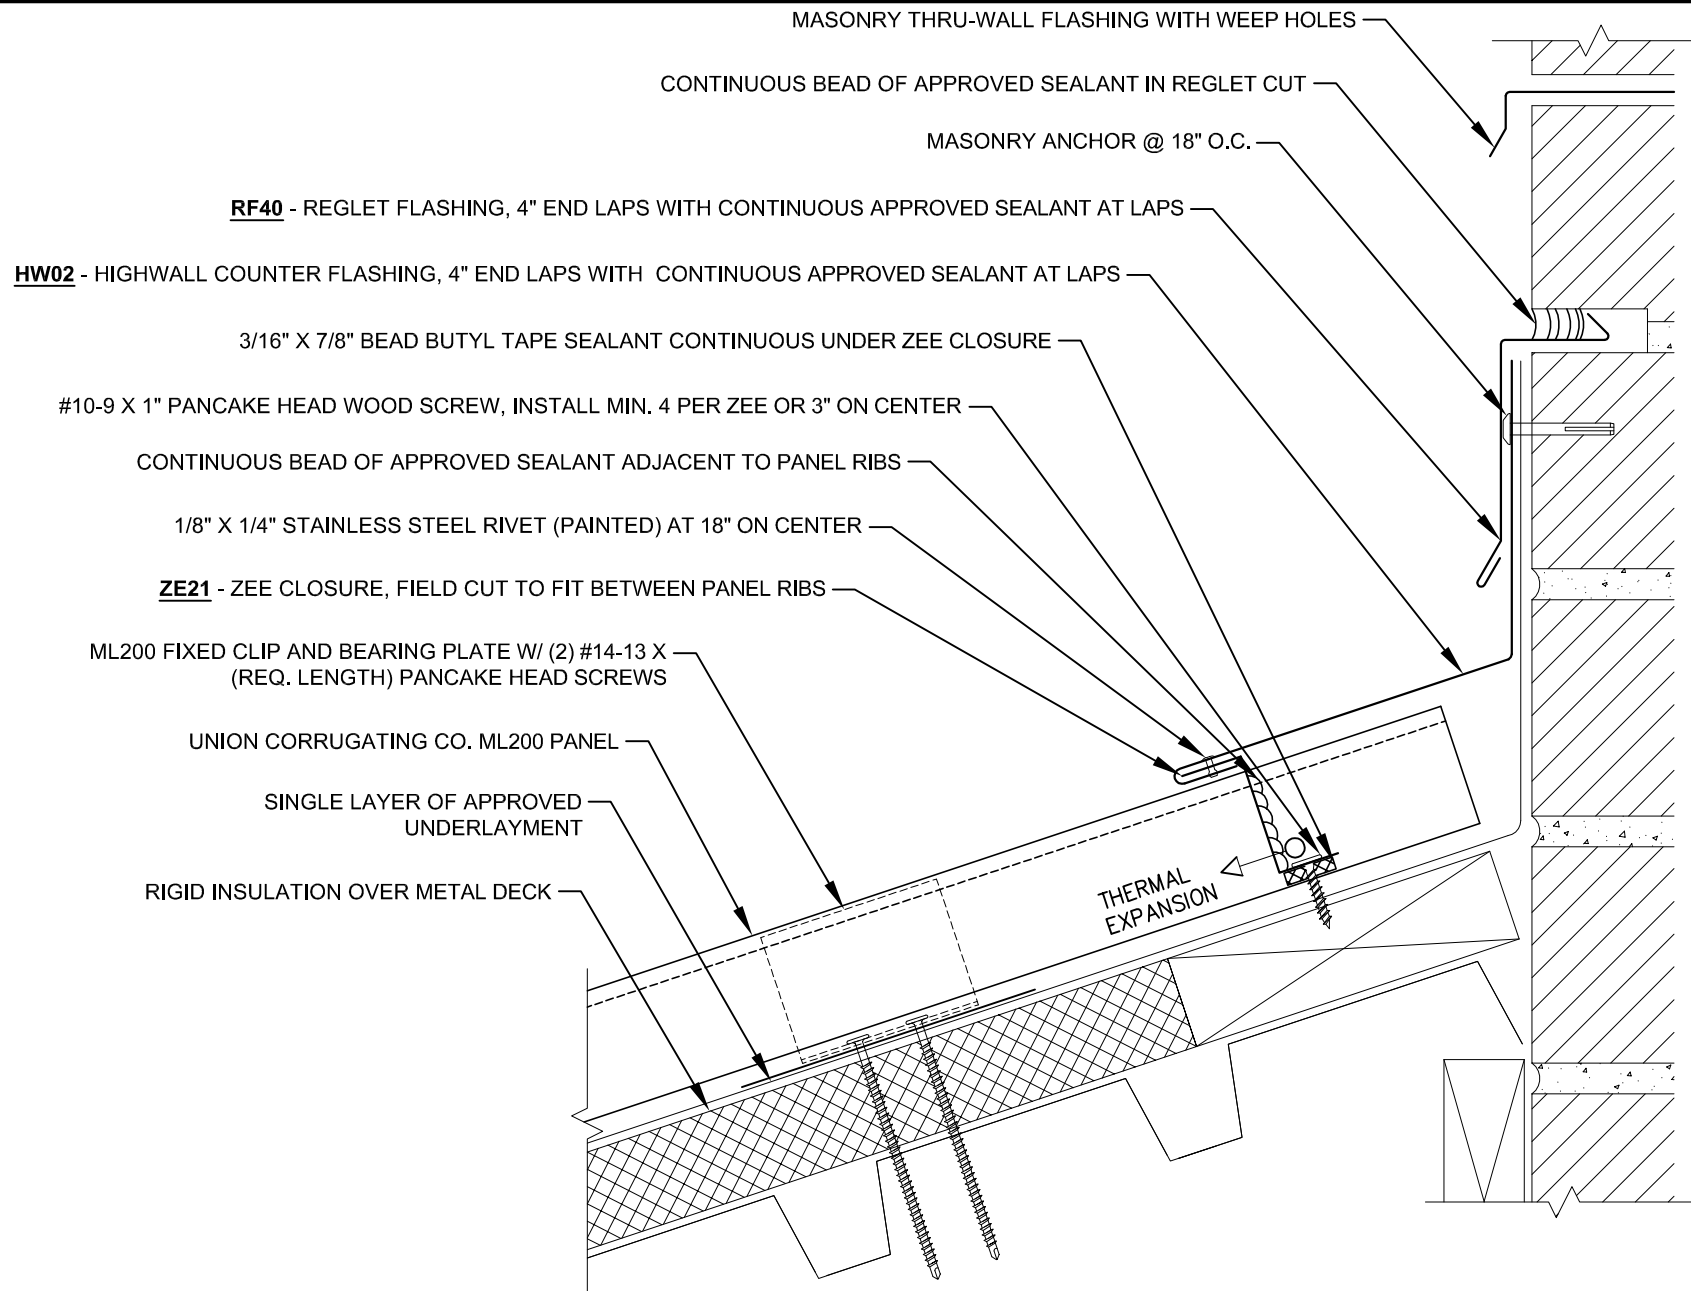 MASONRY THRU-WALL FLASHING WITH WEEP HOLES
CONTINUOUS BEAD OF APPROVED SEALANT IN REGLET CUT
MASONRY ANCHOR @ 18" O.C.
RF40 - REGLET FLASHING, 4" END LAPS WITH CONTINUOUS APPROVED SEALANT AT LAPS
HW02 - HIGHWALL COUNTER FLASHING, 4" END LAPS WITH CONTINUOUS APPROVED SEALANT AT LAPS
3/16" X 7/8" BEAD BUTYL TAPE SEALANT CONTINUOUS UNDER ZEE CLOSURE
#10-9 X 1" PANCAKE HEAD WOOD SCREW, INSTALL MIN. 4 PER ZEE OR 3" ON CENTER
CONTINUOUS BEAD OF APPROVED SEALANT ADJACENT TO PANEL RIBS
1/8" X 1/4" STAINLESS STEEL RIVET (PAINTED) AT 18" ON CENTER
ZE21 - ZEE CLOSURE, FIELD CUT TO FIT BETWEEN PANEL RIBS
ML200 FIXED CLIP AND BEARING PLATE W/ (2) #14-13 X
(REQ. LENGTH) PANCAKE HEAD SCREWS
UNION CORRUGATING CO. ML200 PANEL
SINGLE LAYER OF APPROVED
UNDERLAYMENT
RIGID INSULATION OVER METAL DECK
THERMAL
EXPANSION